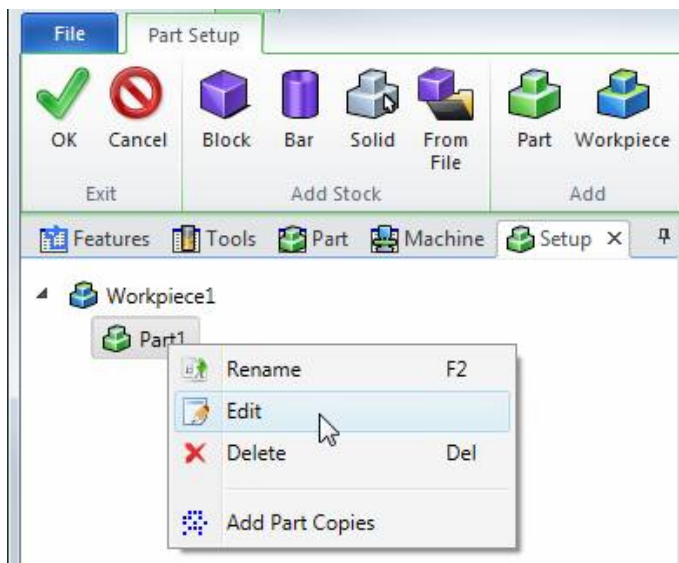 File Part Setup
OK Cancel Block Bar Solid From File Part Workpiece
Exit Add Stock Add
Features Tools Part Machine Setup
Workpiece1
Part1
Rename F2
Edit
Delete Del
Add Part Copies